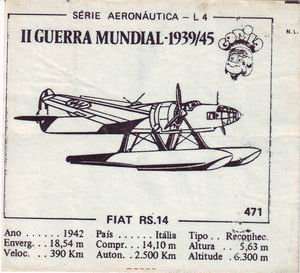 SÉRIE AERONÁUTICA – L 4
N. L.
II GUERRA MUNDIAL-1939/45
471
FIAT RS.14
Ano ...... 1942 País ..... Itália Tipo .. Reconhec.
Enverg... 18,54 m Compr... 14,10 m Altura .. 5,63 m
Veloc. .. 390 Km Auton. 2.500 Km. Altitude . 6.300 m